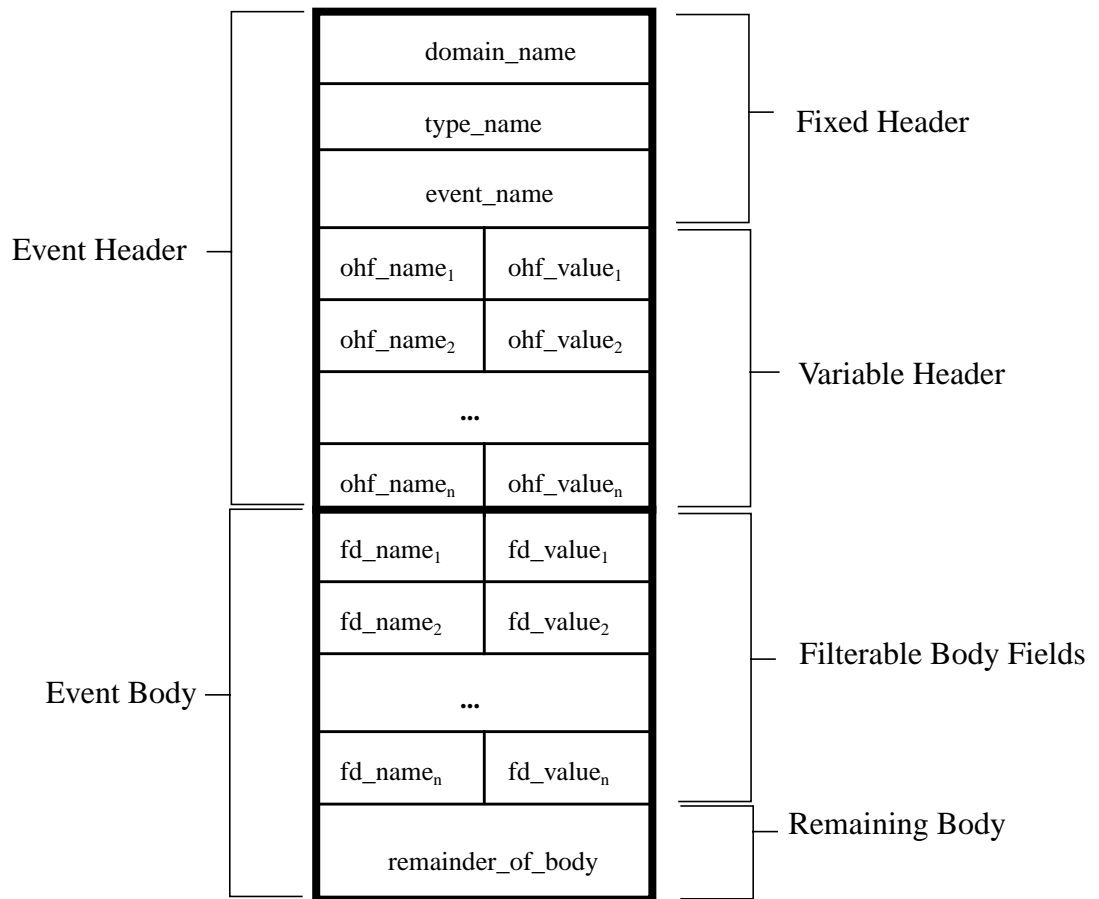 domain_name
type_name
Fixed Header
event_name
Event Header
ohf_name₁ ohf_value₁
ohf_name₂ ohf_value₂
Variable Header
...
ohf_nameₙ ohf_valueₙ
fd_name₁ fd_value₁
fd_name₂ fd_value₂
Filterable Body Fields
Event Body
...
fd_nameₙ fd_valueₙ
Remaining Body
remainder_of_body